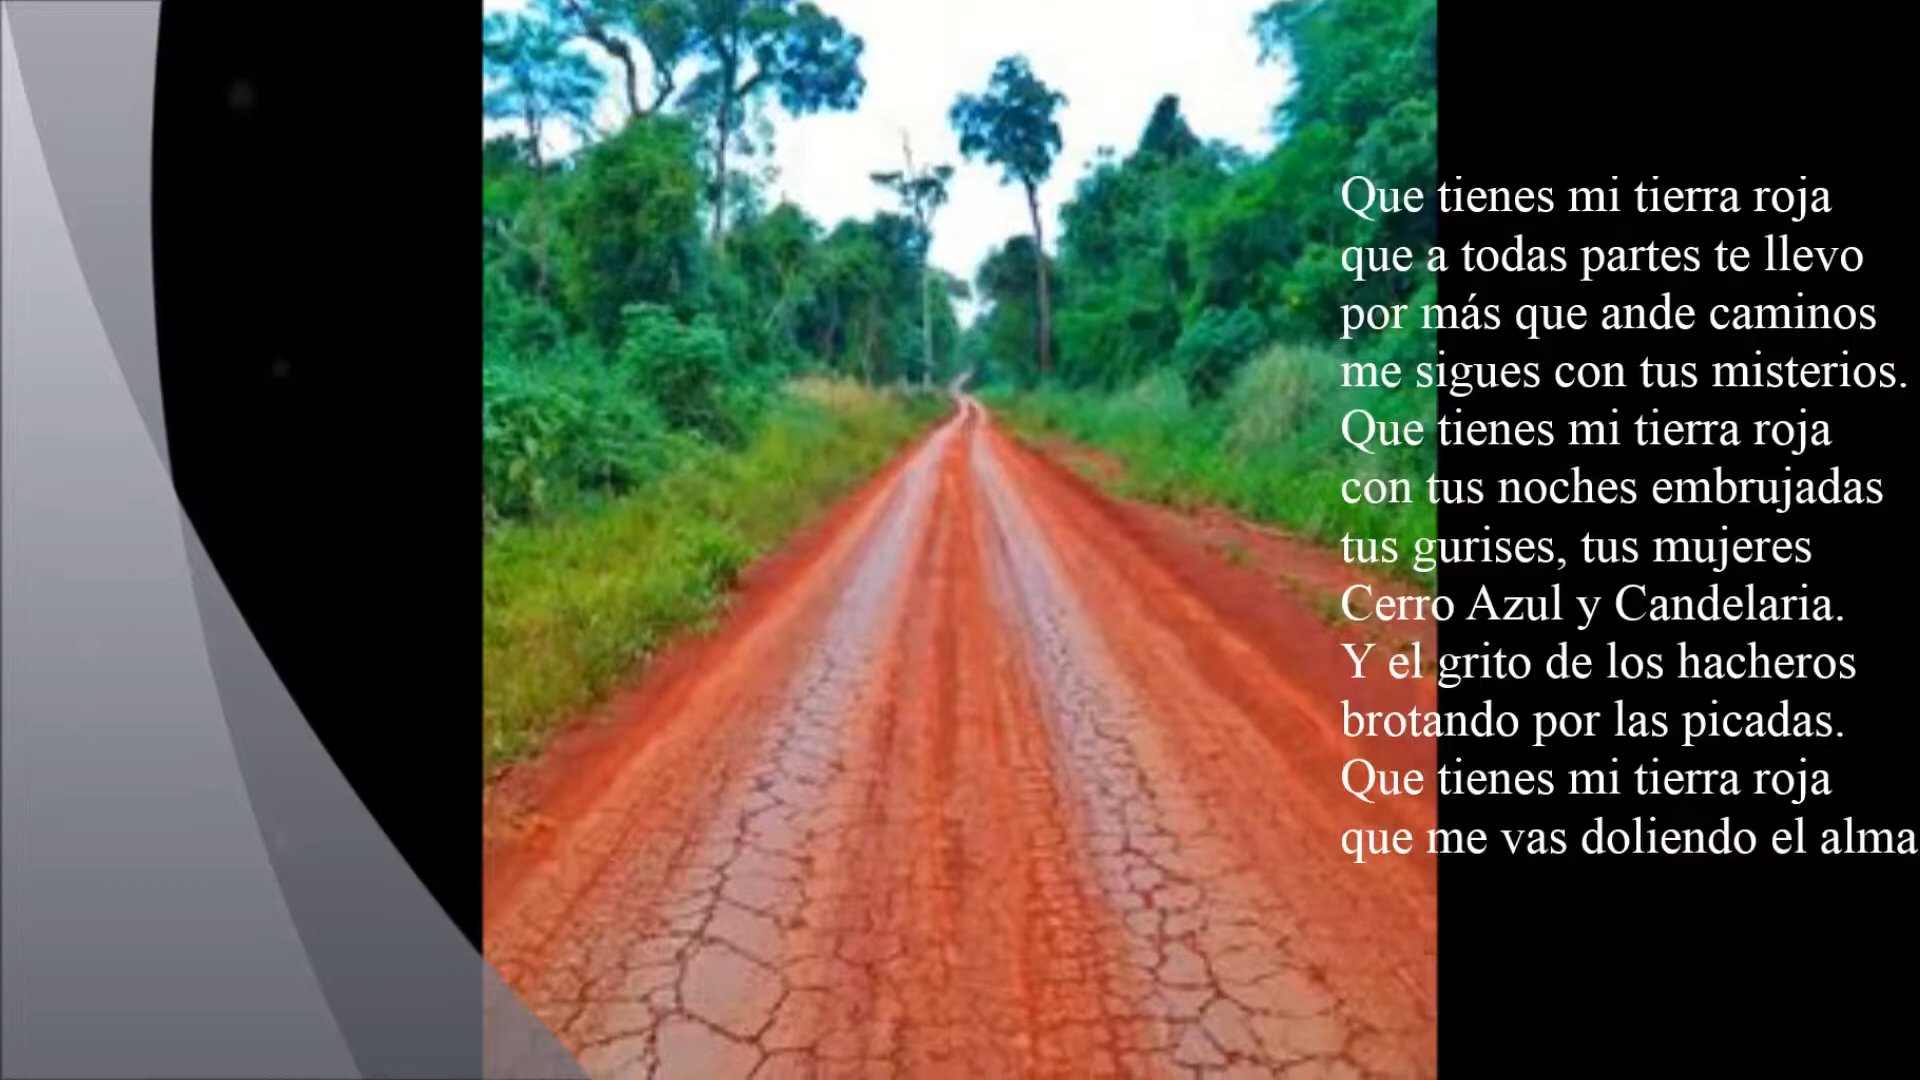 Que tienes mi tierra roja
que a todas partes te llevo
por más que ande caminos
me sigues con tus misterios.
Que tienes mi tierra roja
con tus noches embrujadas
tus gurises, tus mujeres
Cerro Azul y Candelaria.
Y el grito de los hacheros
brotando por las picadas.
Que tienes mi tierra roja
que me vas doliendo el alma